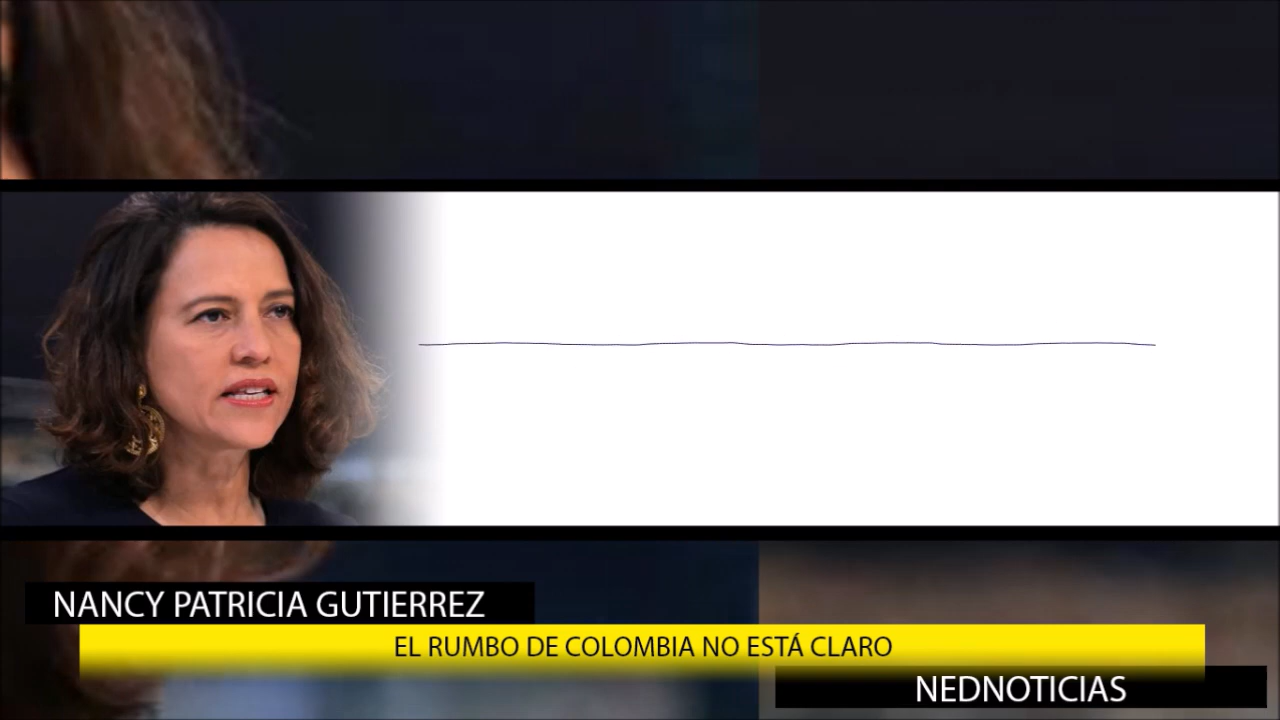 NANCY PATRICIA GUTIERREZ
EL RUMBO DE COLOMBIA NO ESTÁ CLARO
NEDNOTICIAS